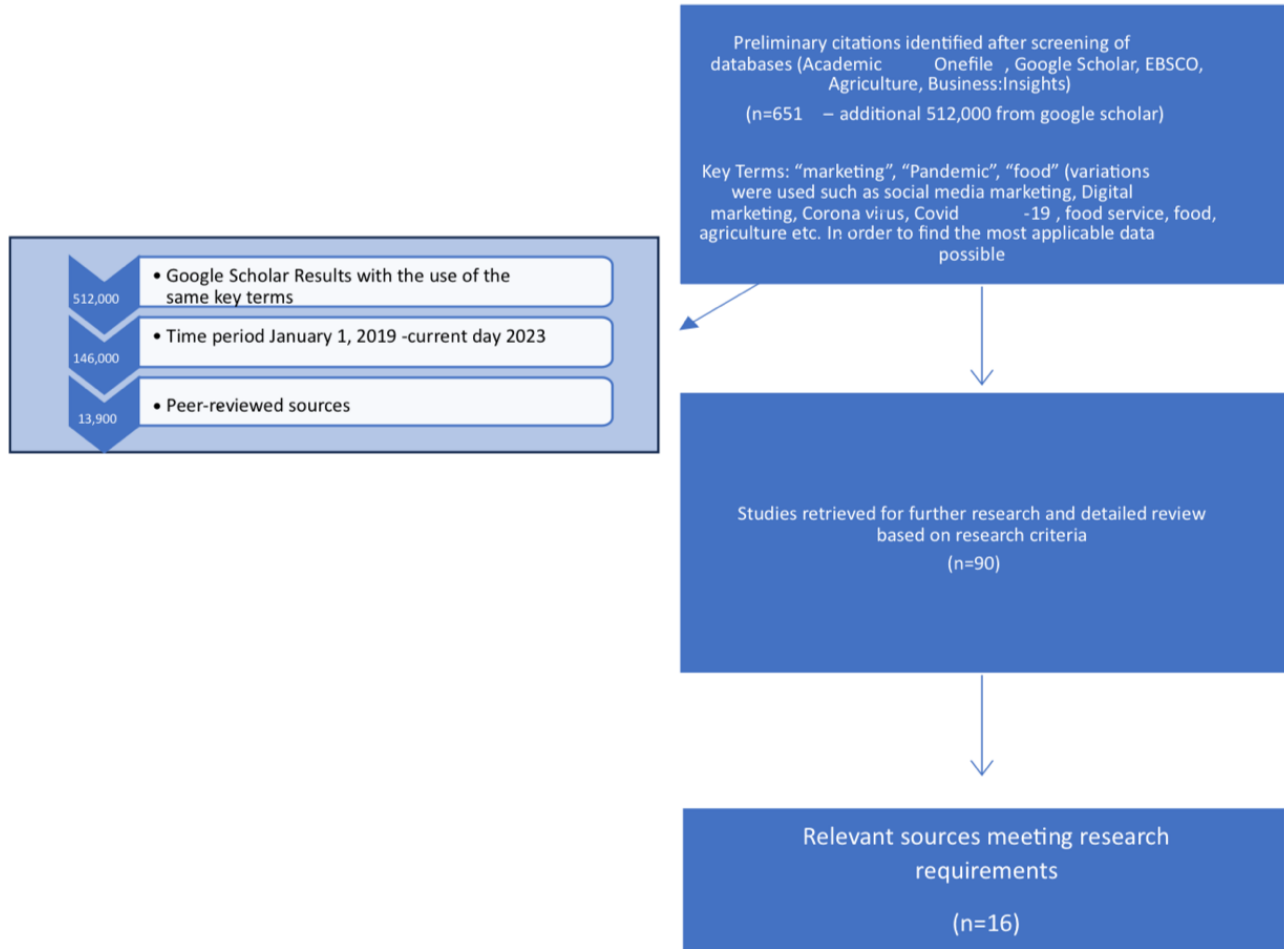 Preliminary citations identified after screening of
databases (Academic Onefile , Google Scholar, EBSCO,
Agriculture, Business:Insights)
(n=651 – additional 512,000 from google scholar)
Key Terms: “marketing”, “Pandemic”, “food” (variations
were used such as social media marketing, Digital
marketing, Corona virus, Covid -19 , food service, food,
agriculture etc. In order to find the most applicable data
possible
512,000
• Google Scholar Results with the use of the
same key terms
146,000
• Time period January 1, 2019 -current day 2023
13,900
• Peer-reviewed sources
Studies retrieved for further research and detailed review
based on research criteria
(n=90)
Relevant sources meeting research
requirements
(n=16)